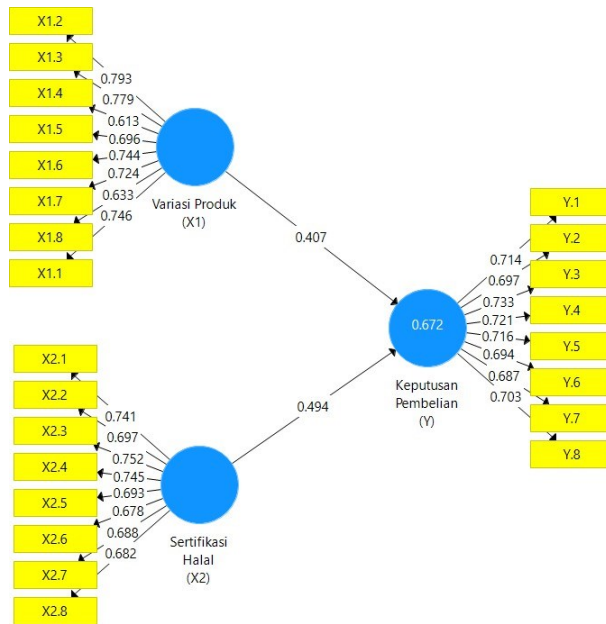 X1.2
X1.3
X1.4
X1.5
X1.6
X1.7
X1.8
X1.1
0.793
0.779
0.613
0.696
0.744
0.724
0.633
0.746
Variasi Produk
(X1)
0.407
X2.1
X2.2
X2.3
X2.4
X2.5
X2.6
X2.7
X2.8
0.741
0.697
0.752
0.745
0.693
0.678
0.688
0.682
Sertifikasi
Halal
(X2)
0.494
0.672
Keputusan
Pembelian
(Y)
0.714
0.697
0.733
0.721
0.716
0.694
0.687
0.703
Y.1
Y.2
Y.3
Y.4
Y.5
Y.6
Y.7
Y.8